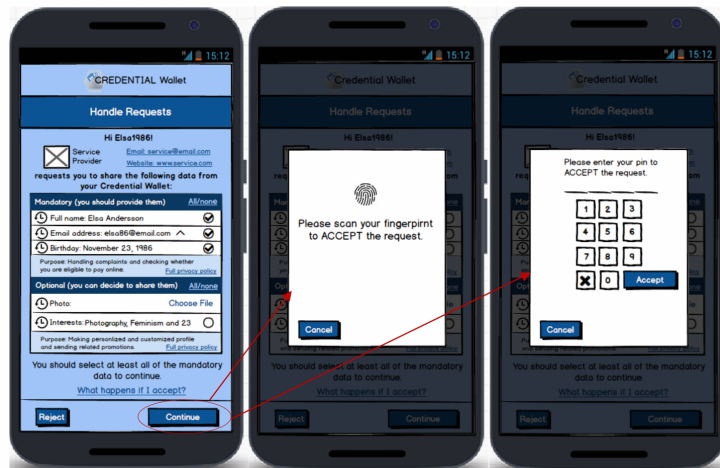 15:12
CREDENTIAL Wallet
Handle Requests
Hi Elsa1986!
Service Provider
Email: service@email.com
Website: www.service.com
requests you to share the following data from
your Credential Wallet:
Mandatory (you should provide them) All/none
Full name: Elsa Andersson
Email address: elsa86@email.com
Birthday: November 23, 1986
Purpose: Handling complaints and checking whether
you are eligible to pay online. Full privacy policy
Optional (you can decide to share them) All/none
Photo: Choose File
Interests: Photography, Feminism and 23
Purpose: Making personlized and customized profile
and sending related promotions. Full privacy policy
You should select at least all of the mandatory
data to continue.
What happens if I accept?
Reject Continue
15:12
Credential Wallet
Handle Requests
Hi Elsa1986!
Please scan your fingerpirnt
to ACCEPT the request.
Cancel
You should select at least all of the mandatory
data to continue.
What happens if I accept?
Reject Continue
15:12
Credential Wallet
Handle Requests
Hi Elsa1986!
Please enter your pin to
ACCEPT the request.
1 2 3
4 5 6
7 8 9
0 Accept
Cancel
You should select at least all of the mandatory
data to continue.
What happens if I accept?
Reject Continue